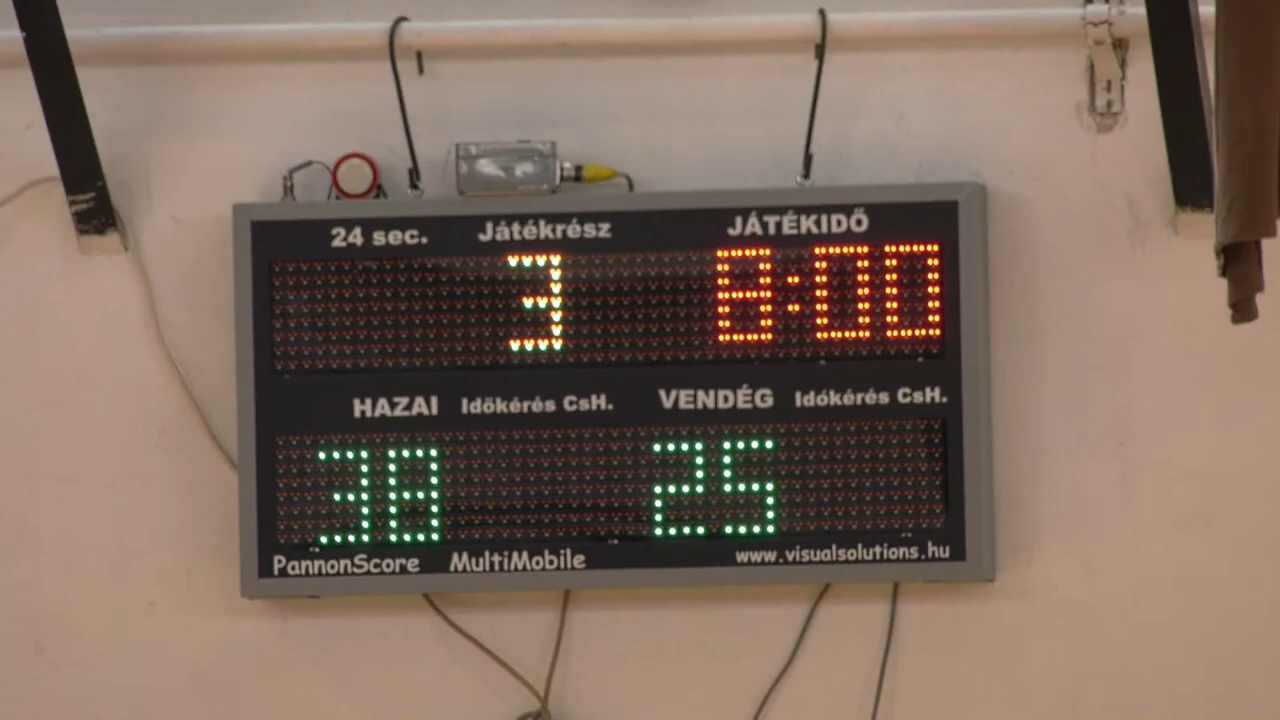 24 sec. Játékrész JÁTÉKIDŐ
3 8:00
HAZAI Időkérés CsH. VENDÉG Időkérés CsH.
38 25
PannonScore MultiMobile www.visualsolutions.hu